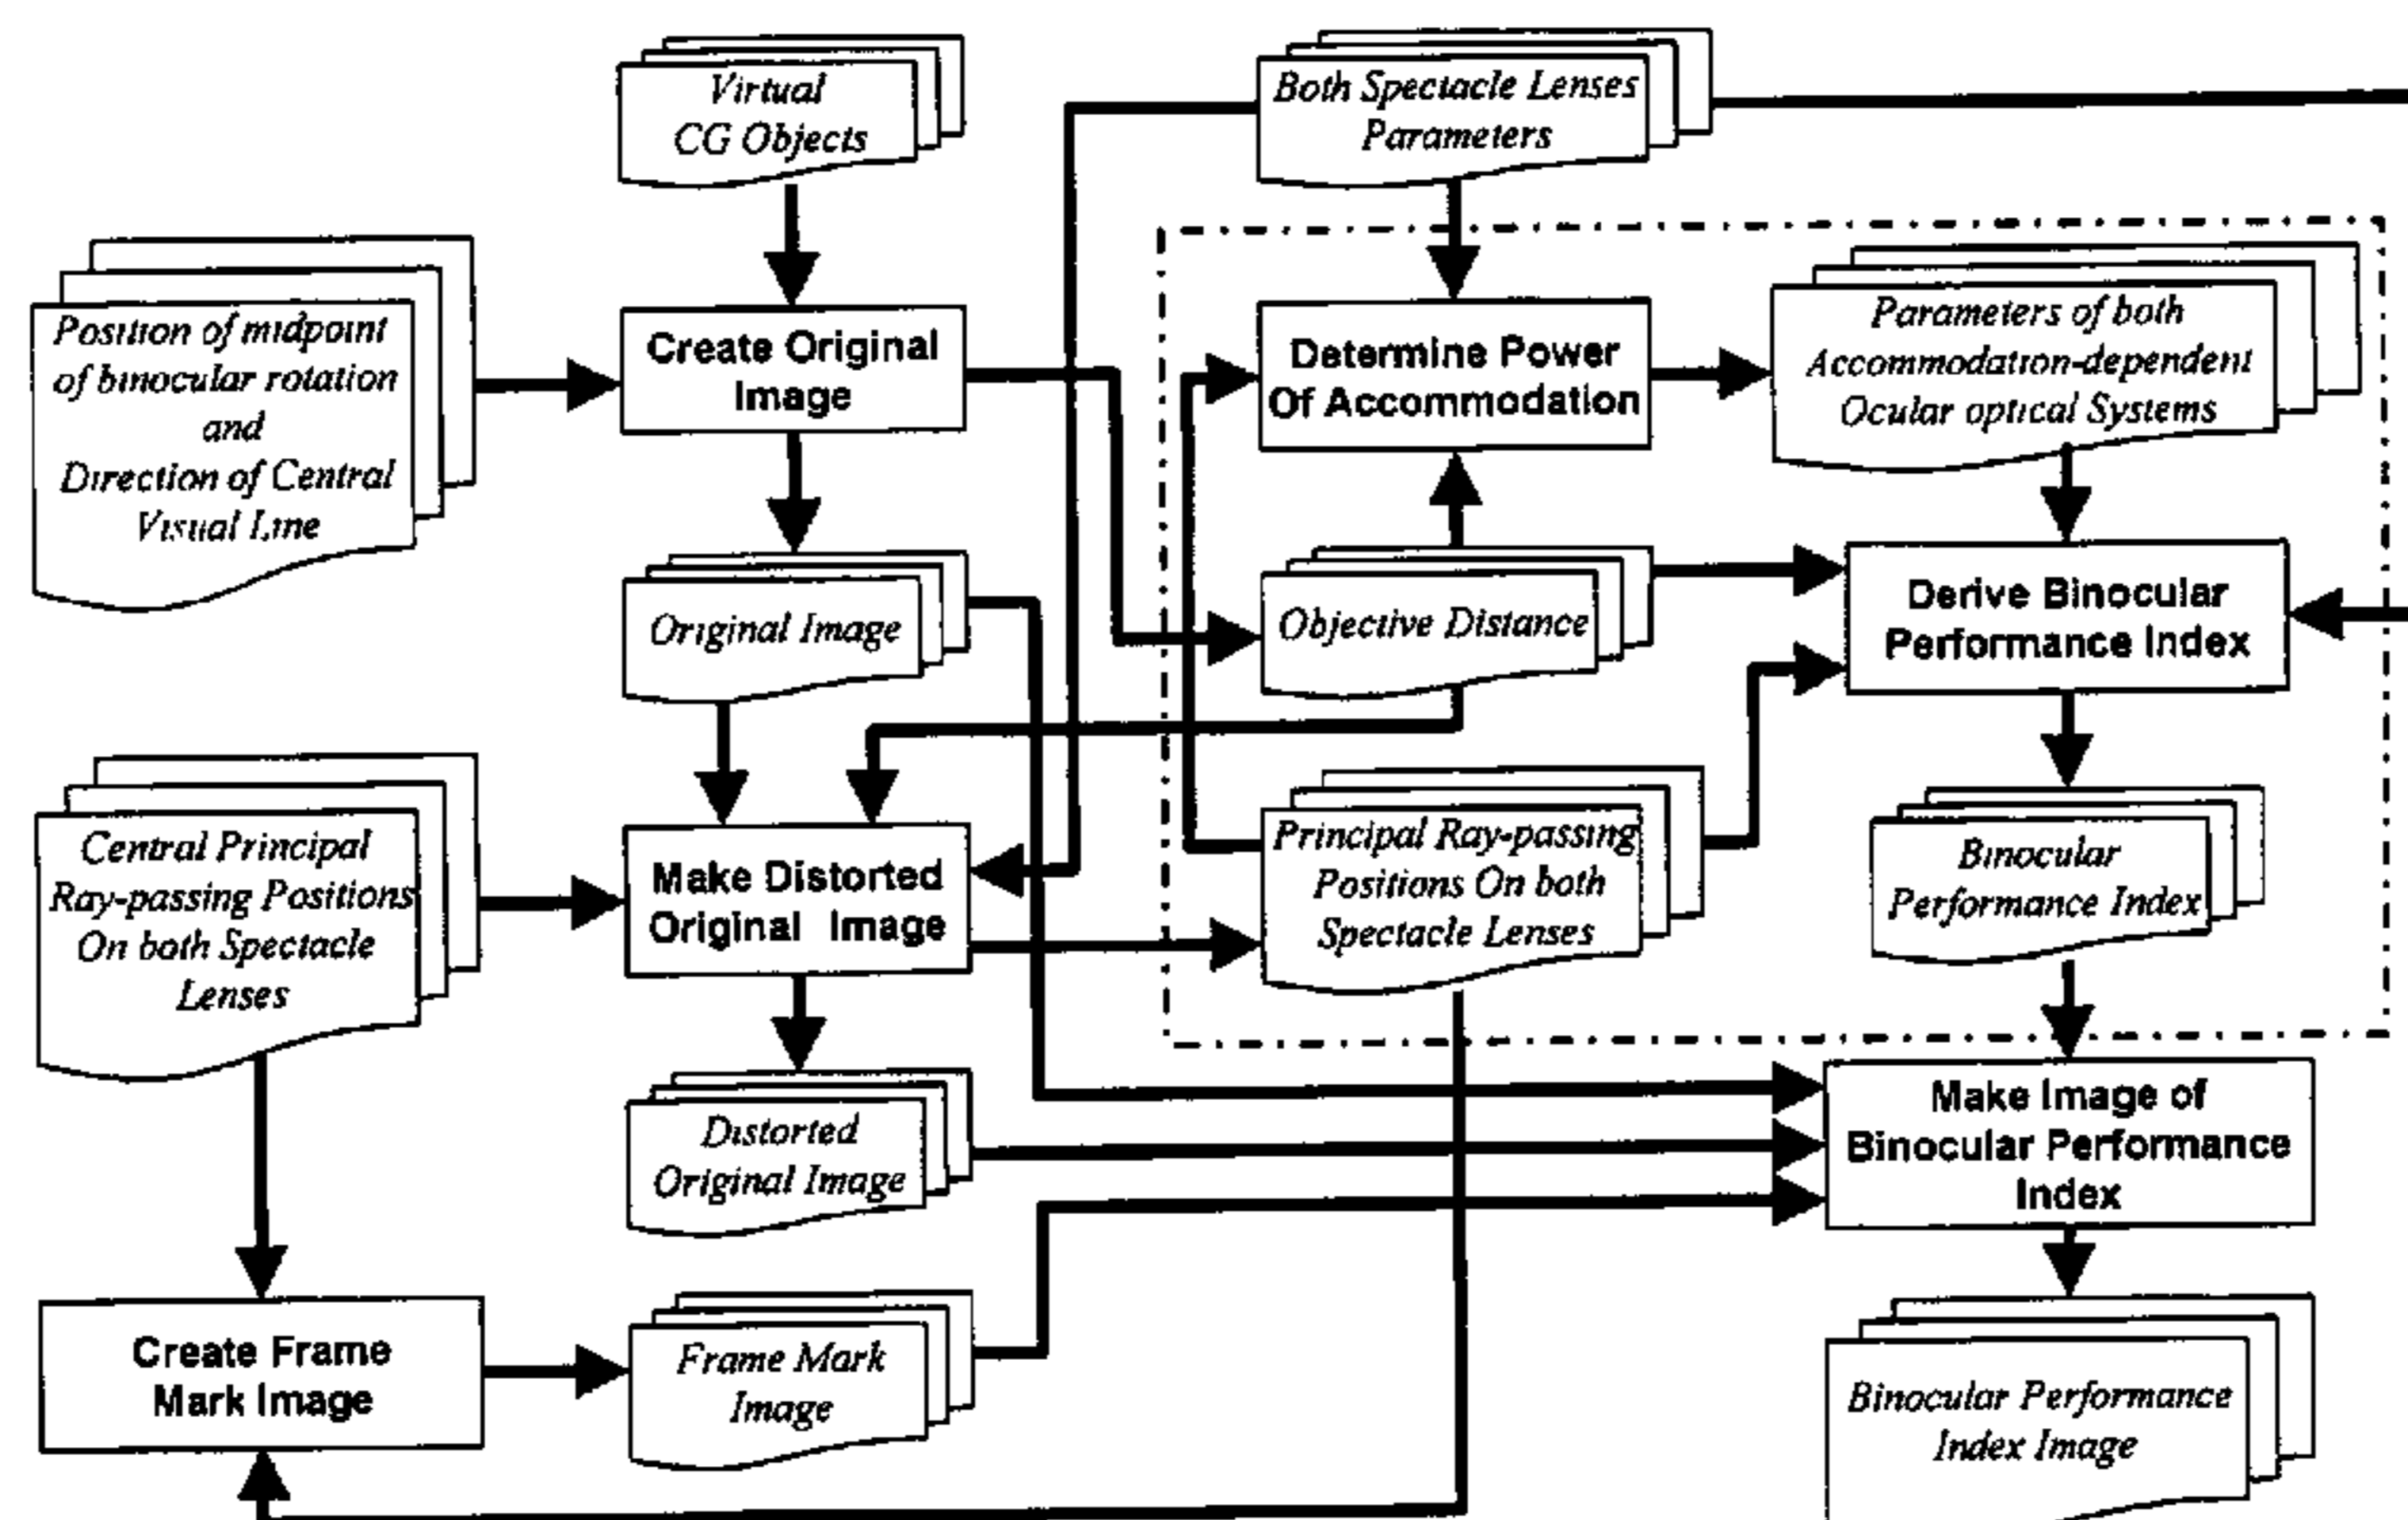 Virtual
CG Objects
Both Spectacle Lenses
Parameters
Position of midpoint
of binocular rotation
and
Direction of Central
Visual Line
Create Original
Image
Determine Power
Of Accommodation
Parameters of both
Accommodation-dependent
Ocular optical Systems
Original Image
Objective Distance
Derive Binocular
Performance Index
Central Principal
Ray-passing Positions
On both Spectacle
Lenses
Make Distorted
Original Image
Principal Ray-passing
Positions On both
Spectacle Lenses
Binocular
Performance Index
Distorted
Original Image
Make Image of
Binocular Performance
Index
Create Frame
Mark Image
Frame Mark
Image
Binocular Performance
Index Image